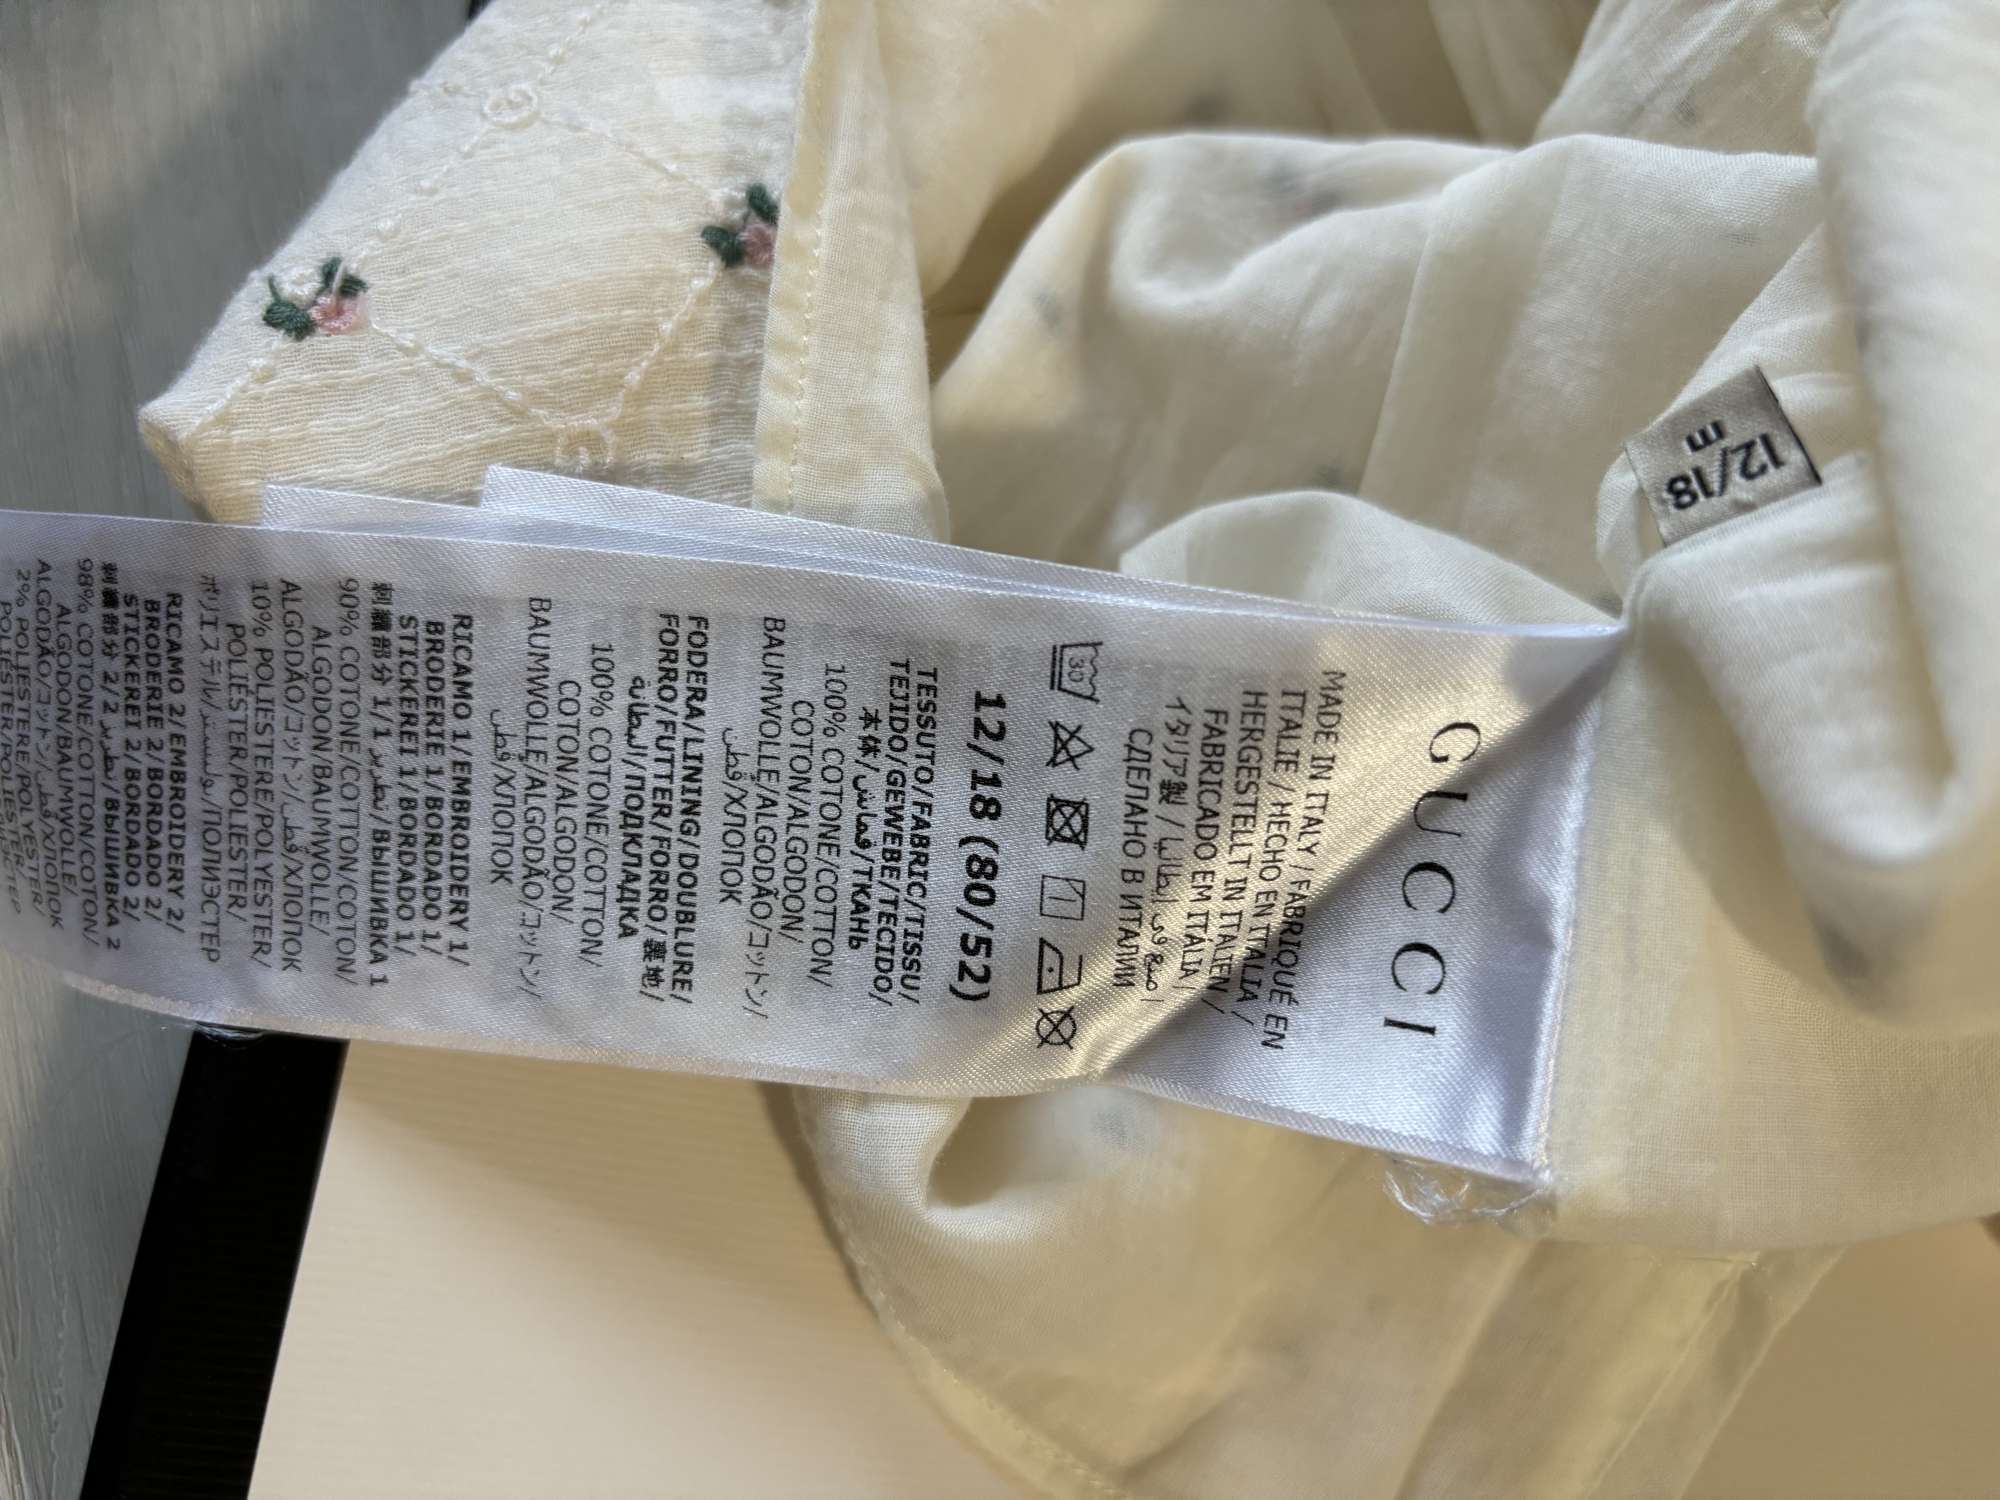 GUCCI
MADE IN ITALY / FABRIQUÉ EN
ITALIE / HECHO EN ITALIA /
HERGESTELLT IN ITALIEN /
FABRICADO EM ITÁLIA /
イタリア製 / صنع في إيطاليا /
СДЕЛАНО В ИТАЛИИ
30
12/18 (80/52)
TESSUTO/FABRIC/TISSU/
TEJIDO/GEWEBE/TECIDO/
本体/قماش/ТКАНЬ
100% COTONE/COTTON/
COTON/ALGODON/
BAUMWOLLE/ALGODÃO/コットン/
قطن/ХЛОПОК
FODERA/LINING/DOUBLURE/
FORRO/FUTTER/FORRO/裏地/
البطانة/ПОДКЛАДКА
100% COTONE/COTTON/
COTON/ALGODON/
BAUMWOLLE/ALGODÃO/コットン/
قطن/ХЛОПОК
RICAMO 1/EMBROIDERY 1/
BRODERIE 1/BORDADO 1/
STICKEREI 1/BORDADO 1/
刺繍部分 1/تطريز 1/ВЫШИВКА 1
90% COTONE/COTTON/COTON/
ALGODON/BAUMWOLLE/
ALGODÃO/コットン/قطن/ХЛОПОК
10% POLIESTERE/POLYESTER/
POLIÉSTER/POLIESTER/
ポリエステル/بوليستر/ПОЛИЭСТЕР
RICAMO 2/EMBROIDERY 2/
BRODERIE 2/BORDADO 2/
STICKEREI 2/BORDADO 2/
刺繍部分 2/تطريز 2/ВЫШИВКА 2
98% COTONE/COTTON/COTON/
ALGODON/BAUMWOLLE/
ALGODÃO/コットン/قطن/ХЛОПОК
2% POLIESTERE/POLYESTER/
12/18
m